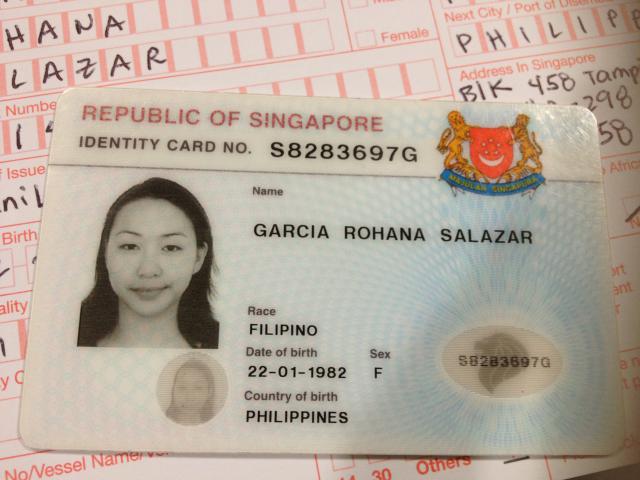 HANA
LAZAR
Female
Next City / Port of Disem
PHILIPP
Address In Singapore
Blk 458 Tamp
298
58
Number
REPUBLIC OF SINGAPORE
IDENTITY CARD NO. S8283697G
MAJULAH SINGAPURA
Name
GARCIA ROHANA SALAZAR
Race
FILIPINO
Date of birth Sex
22-01-1982 F
S8283697G
Country of birth
PHILIPPINES
of Issue
Birth
ality
No/Vessel Name/
30 Others